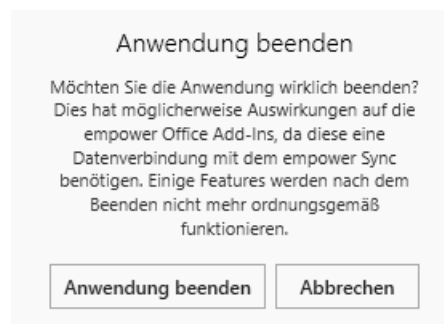 Anwendung beenden
Möchten Sie die Anwendung wirklich beenden?
Dies hat möglicherweise Auswirkungen auf die
empower Office Add-Ins, da diese eine
Datenverbindung mit dem empower Sync
benötigen. Einige Features werden nach dem
Beenden nicht mehr ordnungsgemäß
funktionieren.
Anwendung beenden Abbrechen